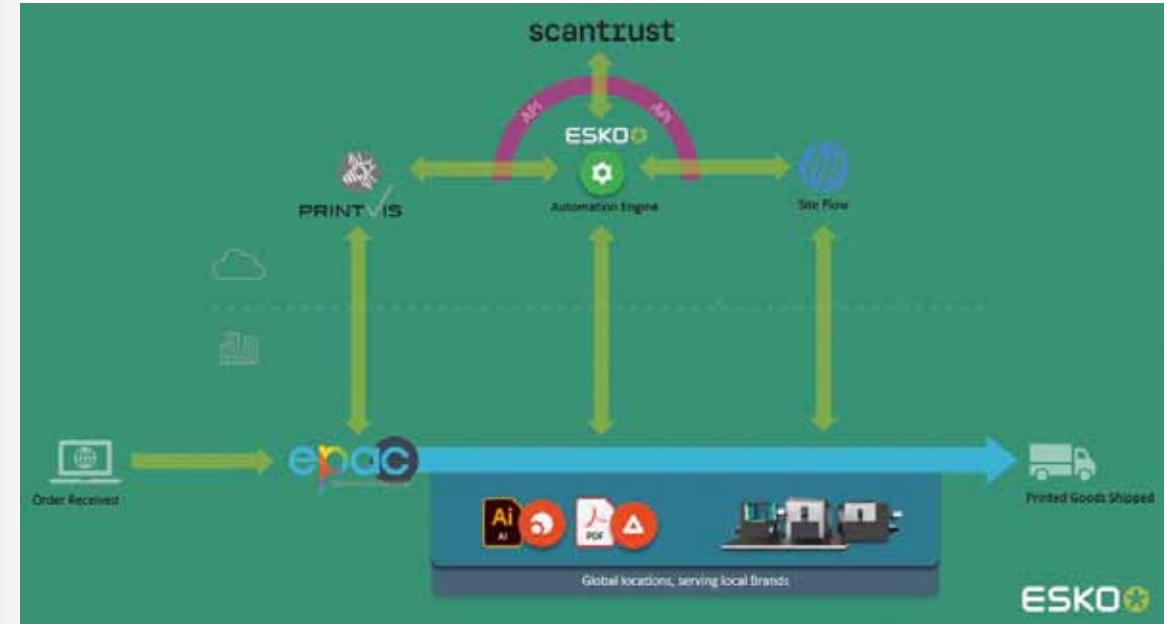 scantrust
API
API
ESKO
PRINTVIS
Automation Engine
Site Flow
hp
epac
Order Received
Printed Goods Shipped
Ai
AI
PDF
Global locations, serving local Brands
ESKO